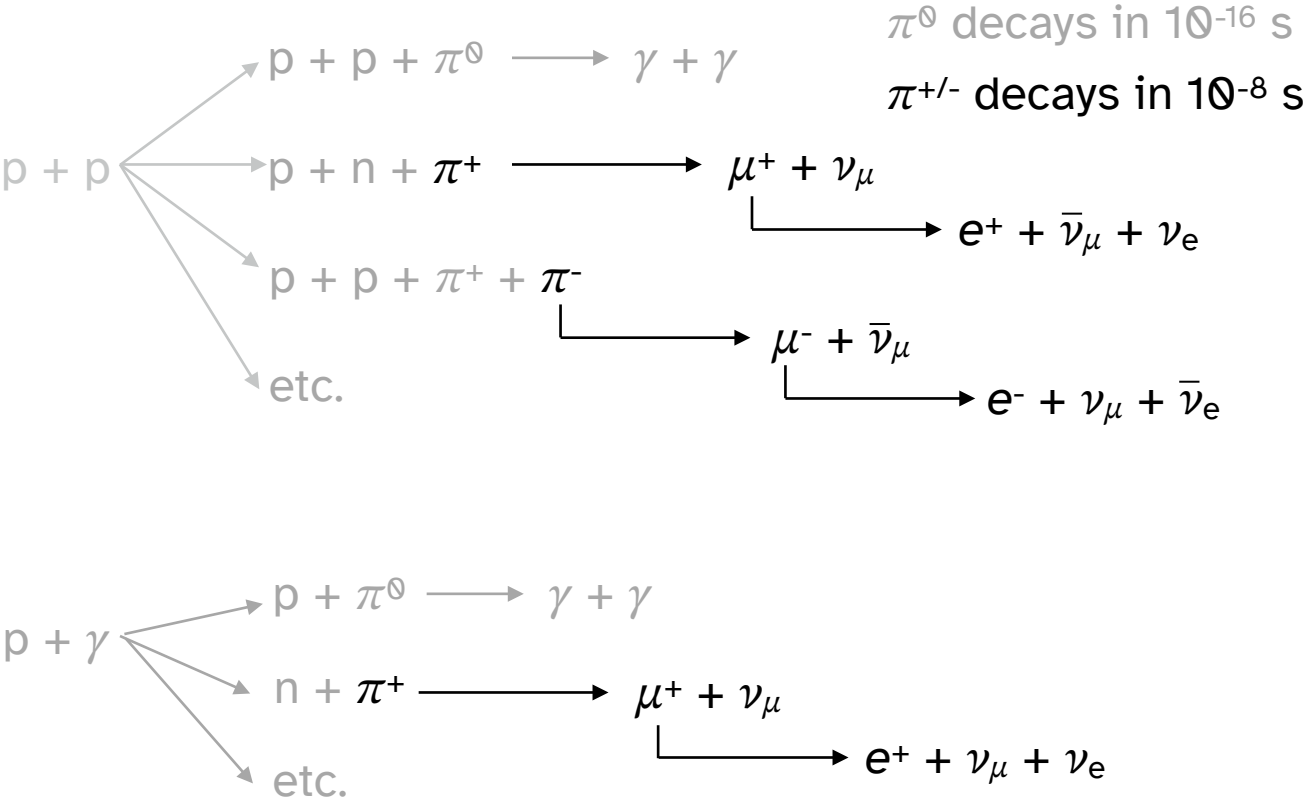 π⁰ decays in 10⁻¹⁶ s
p + p + π⁰ → γ + γ
π⁺/⁻ decays in 10⁻⁸ s
p + p
p + n + π⁺ → μ⁺ + ν_μ
e⁺ + ν̅_μ + ν_e
p + p + π⁺ + π⁻
μ⁻ + ν̅_μ
etc.
e⁻ + ν_μ + ν̅_e
p + π⁰ → γ + γ
p + γ
n + π⁺ → μ⁺ + ν_μ
e⁺ + ν_μ + ν_e
etc.